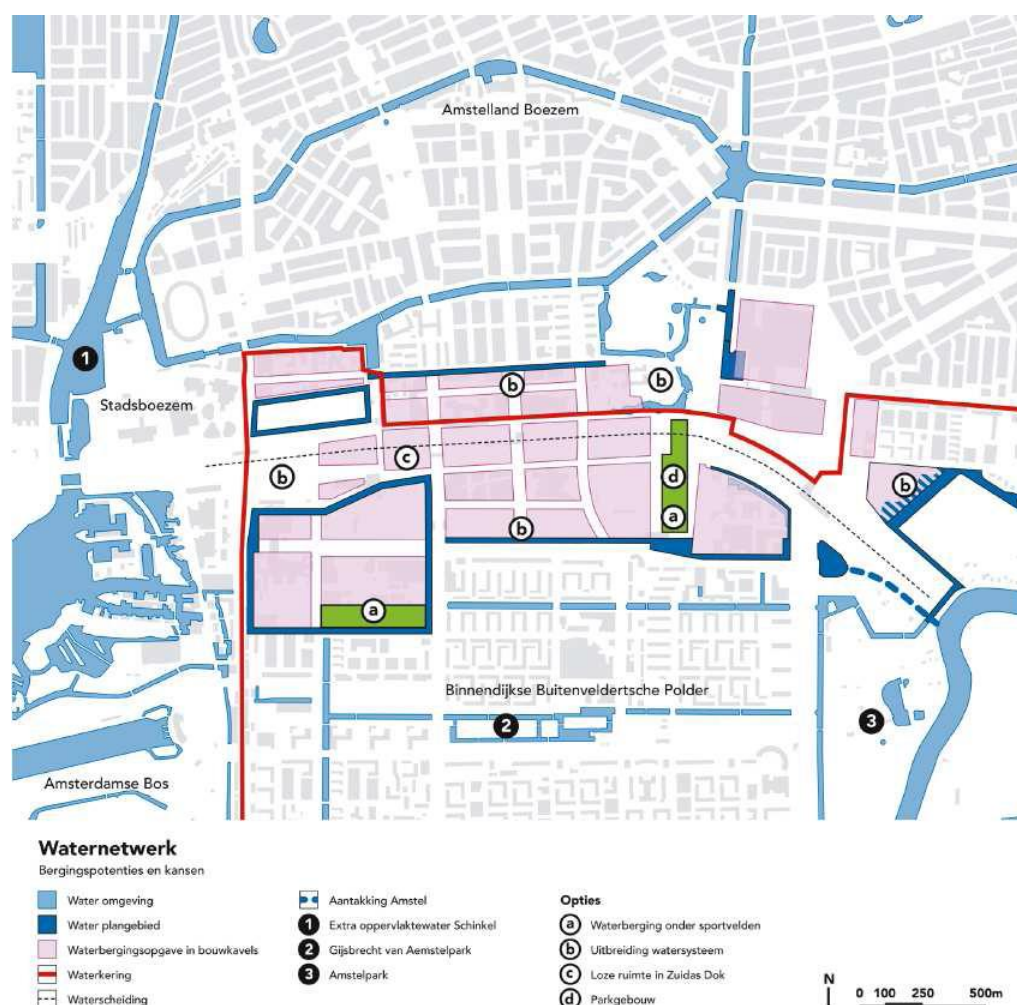 Amstelland Boezem
1
Stadsboezem
b
b
c
b
b
d
a
b
a
Binnendijkse Buitenveldertsche Polder
2
3
Amsterdamse Bos
Waternetwerk
Bergingspotenties en kansen
Water omgeving
Water plangebied
Waterbergingsopgave in bouwkavels
Waterkering
Waterscheiding
Aantakking Amstel
1 Extra oppervlaktewater Schinkel
2 Gijsbrecht van Aemstelpark
3 Amstelpark
Opties
a Waterberging onder sportvelden
b Uitbreiding watersysteem
c Loze ruimte in Zuidas Dok
d Parkgebouw
N
0 100 250 500m